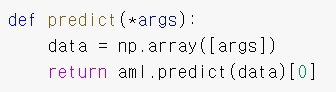 def predict(*args):
    data = np.array([args])
    return aml.predict(data)[0]